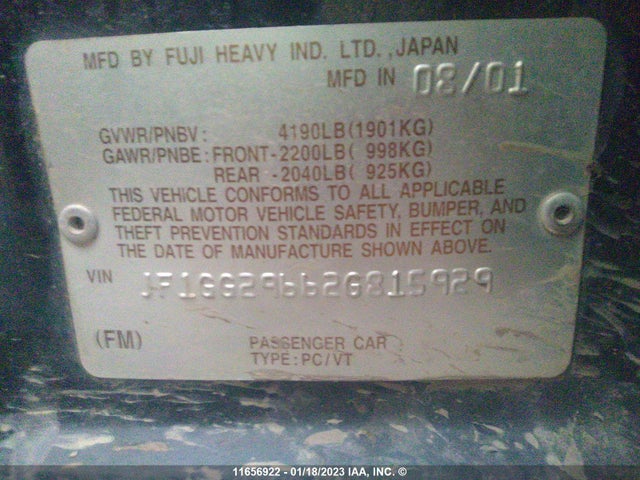 MFD BY FUJI HEAVY IND. LTD., JAPAN
MFD IN 08/01
GVWR/PNBV: 4190LB(1901KG)
GAWR/PNBE: FRONT-2200LB( 998KG)
REAR -2040LB( 925KG)
THIS VEHICLE CONFORMS TO ALL APPLICABLE
FEDERAL MOTOR VEHICLE SAFETY, BUMPER, AND
THEFT PREVENTION STANDARDS IN EFFECT ON
THE DATE OF MANUFACTURE SHOWN ABOVE.
VIN JF1GG29662G815929
(FM) PASSENGER CAR
TYPE: PC/VT
11656922 - 01/18/2023 IAA, INC. ©